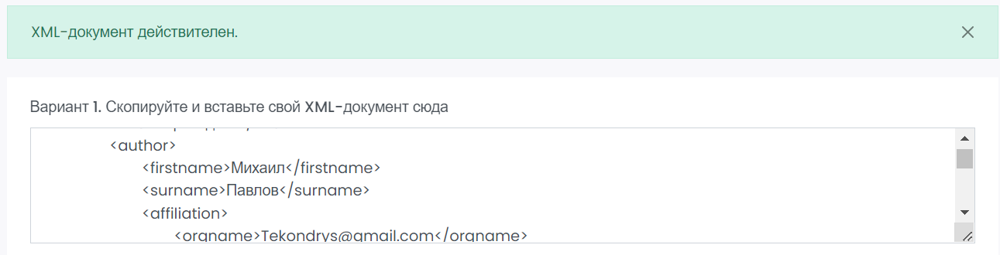 XML-документ действителен.
Вариант 1. Скопируйте и вставьте свой XML-документ сюда
<author>
<firstname>Михаил</firstname>
<surname>Павлов</surname>
<affiliation>
<orgname>Tekondrys@gmail.com</orgname>